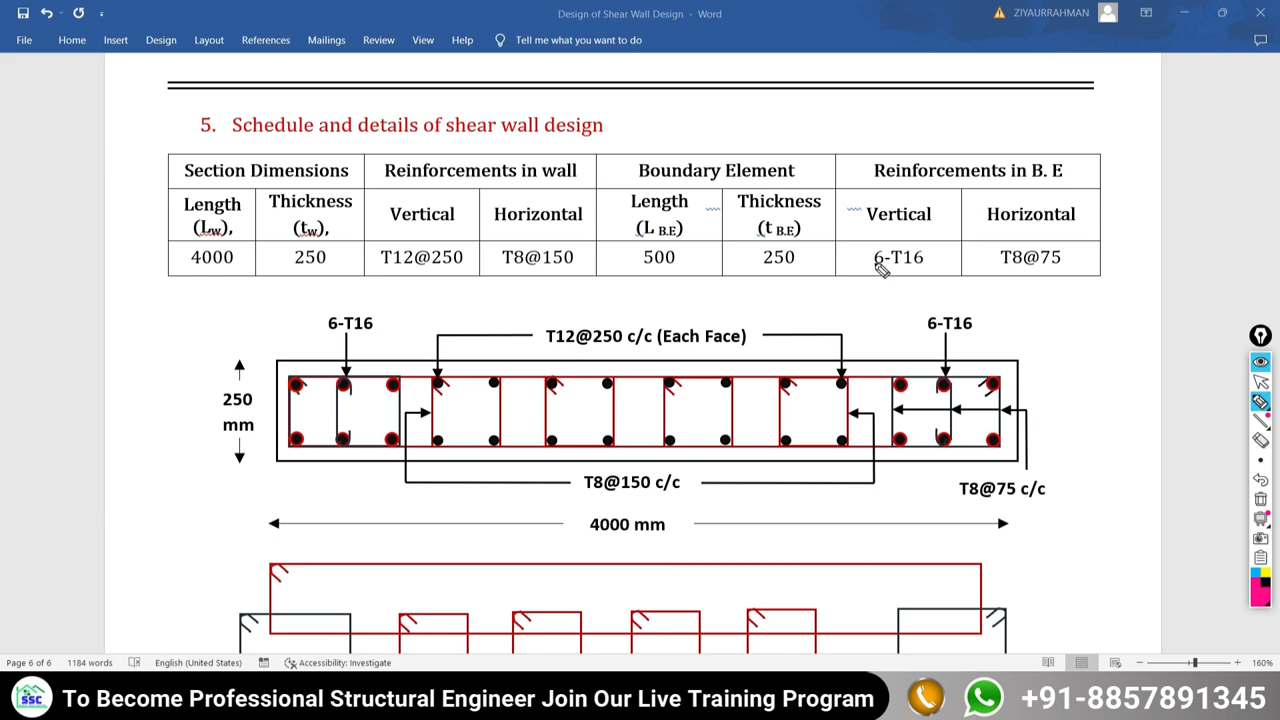 Design of Shear Wall Design - Word
ZIYAURRAHMAN
File Home Insert Design Layout References Mailings Review View Help Tell me what you want to do
5. Schedule and details of shear wall design
Section Dimensions Reinforcements in wall Boundary Element Reinforcements in B. E
Length (Lw), Thickness (tw), Vertical Horizontal Length (L B.E) Thickness (t B.E) Vertical Horizontal
4000 250 T12@250 T8@150 500 250 6-T16 T8@75
6-T16 T12@250 c/c (Each Face) 6-T16
250
mm
T8@150 c/c T8@75 c/c
4000 mm
Page 6 of 6 1184 words English (United States) Accessibility: Investigate 160%
SSC To Become Professional Structural Engineer Join Our Live Training Program +91-8857891345